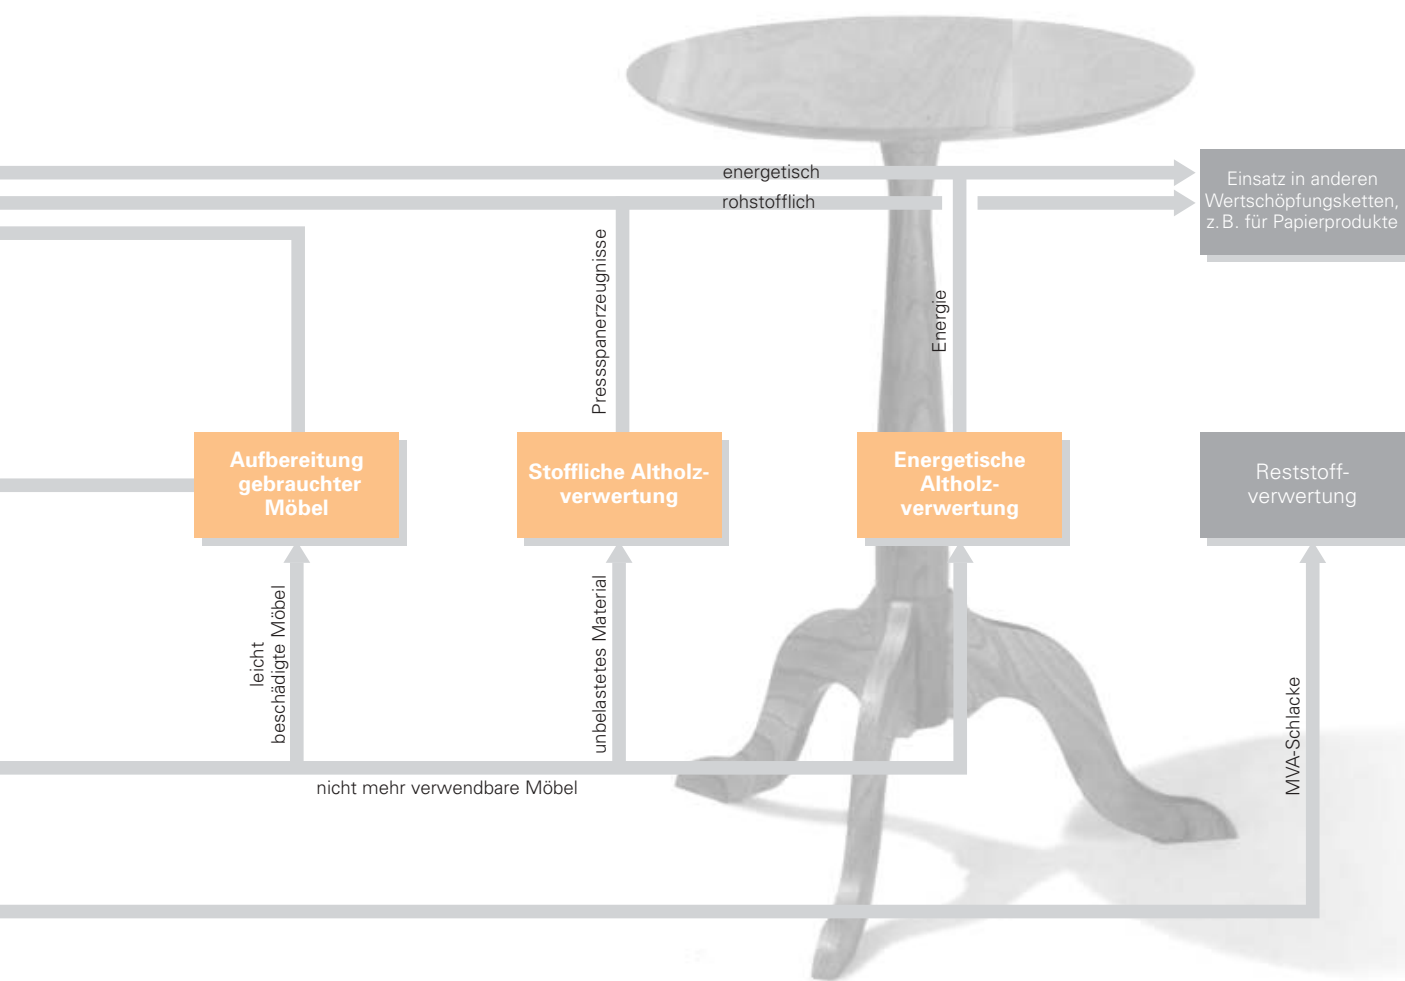 energetisch
rohstofflich
Einsatz in anderen
Wertschöpfungsketten,
z. B. für Papierprodukte
Pressspanerzeugnisse
Energie
Aufbereitung
gebrauchter
Möbel
Stoffliche Altholz-
verwertung
Energetische
Altholz-
verwertung
Reststoff-
verwertung
leicht
beschädigte Möbel
unbelastetes Material
MVA-Schlacke
nicht mehr verwendbare Möbel